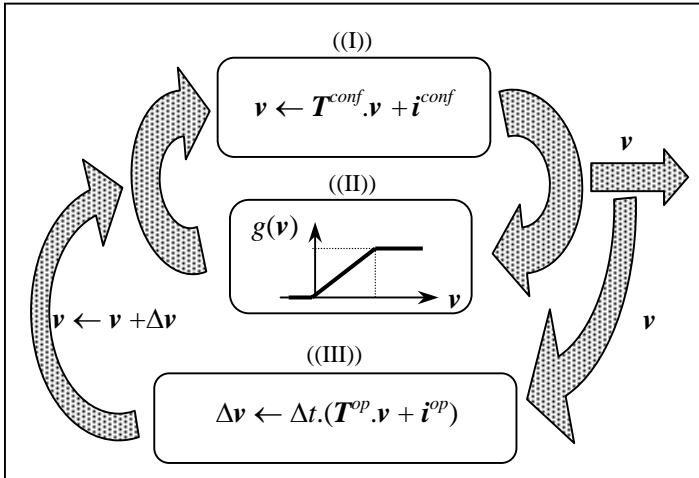 ((I))
v ← T^conf.v + i^conf
v
((II))
g(v)
v
v ← v + Δv
v
((III))
Δv ← Δt.(T^op.v + i^op)